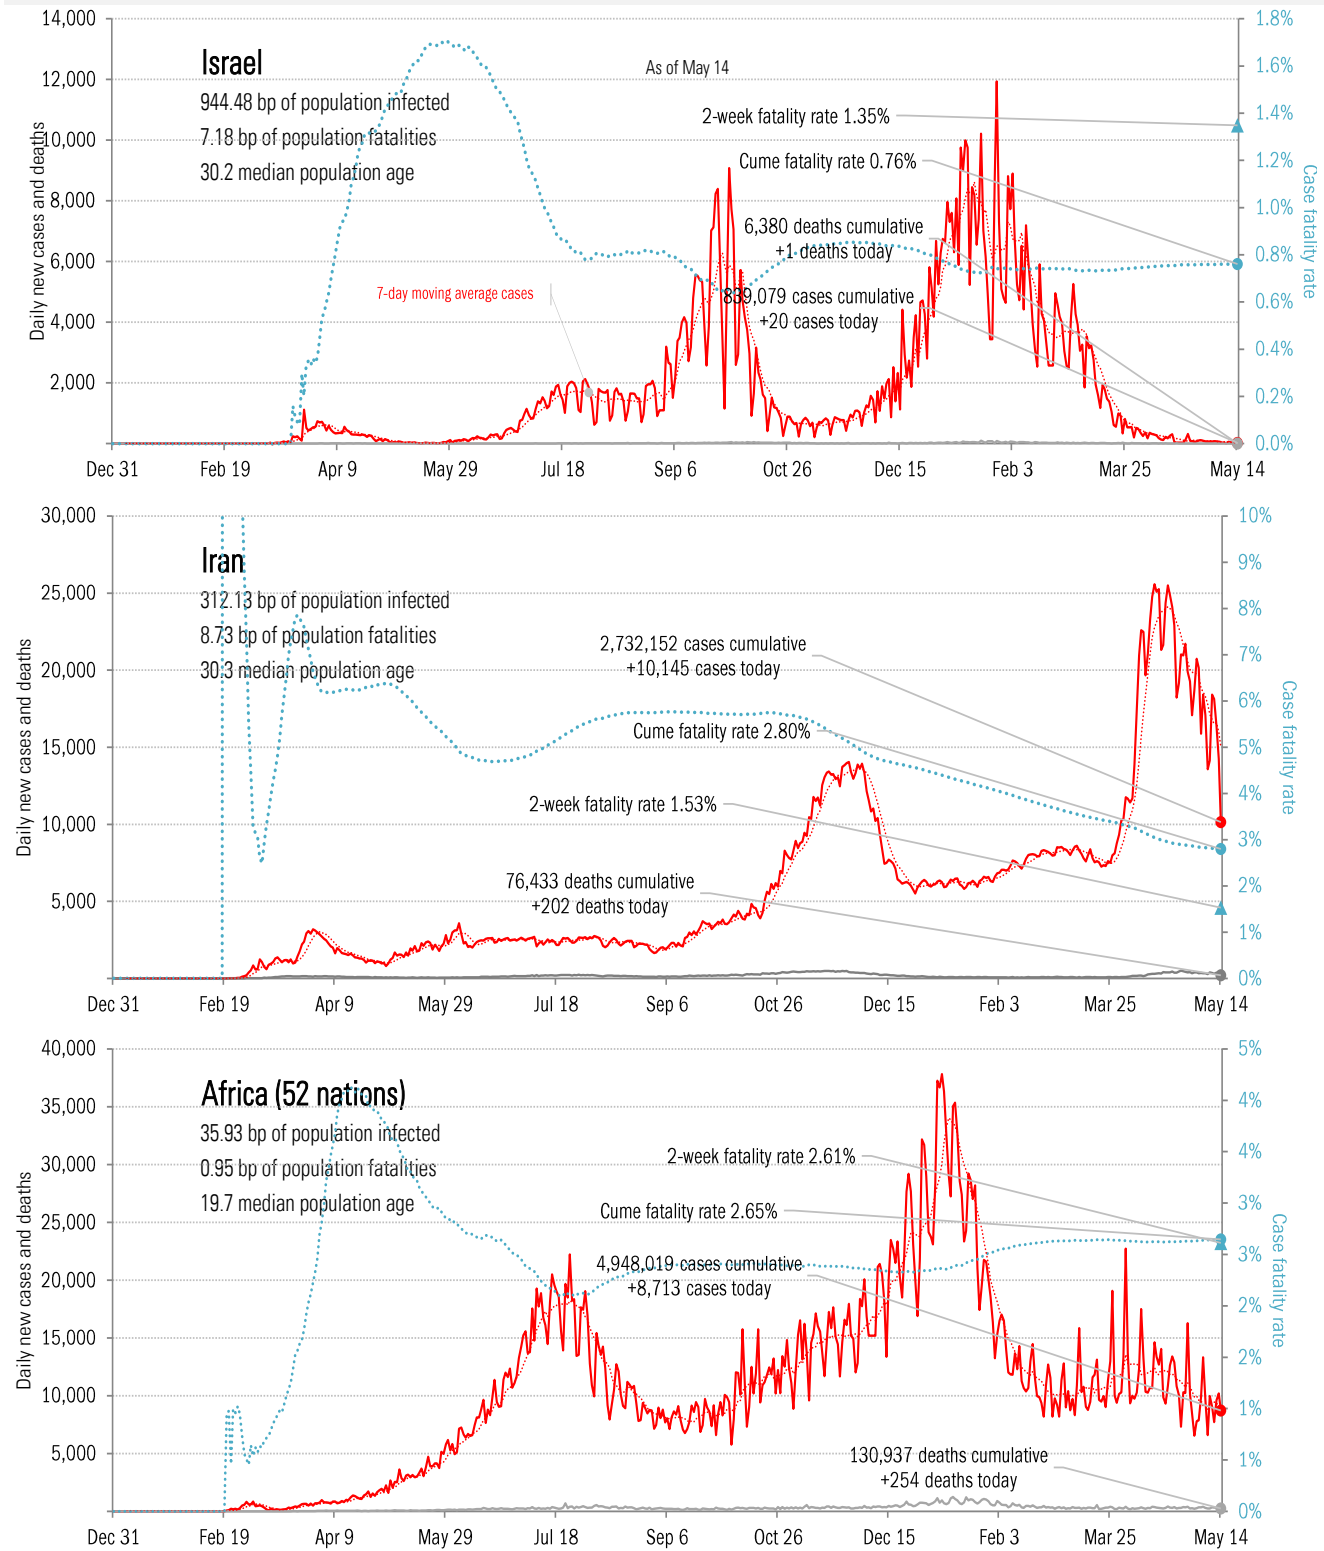 14,000
1.8%
Israel
As of May 14
1.6%
12,000
944.48 bp of population infected
2-week fatality rate 1.35%
1.4%
7.18 bp of population fatalities
10,000
Cume fatality rate 0.76%
1.2%
30.2 median population age
8,000
1.0%
6,380 deaths cumulative
+1 deaths today
6,000
0.8%
7-day moving average cases
839,079 cases cumulative
+20 cases today
0.6%
4,000
0.4%
2,000
0.2%
0.0%
Daily new cases and deaths
Case fatality rate
Dec 31 Feb 19 Apr 9 May 29 Jul 18 Sep 6 Oct 26 Dec 15 Feb 3 Mar 25 May 14
30,000
10%
Iran
9%
25,000
312.13 bp of population infected
8%
8.73 bp of population fatalities
2,732,152 cases cumulative
+10,145 cases today
7%
20,000
30.3 median population age
6%
Cume fatality rate 2.80%
15,000
5%
2-week fatality rate 1.53%
4%
10,000
3%
76,433 deaths cumulative
+202 deaths today
5,000
2%
1%
0%
Daily new cases and deaths
Case fatality rate
Dec 31 Feb 19 Apr 9 May 29 Jul 18 Sep 6 Oct 26 Dec 15 Feb 3 Mar 25 May 14
40,000
5%
Africa (52 nations)
35,000
4%
35.93 bp of population infected
2-week fatality rate 2.61%
30,000
4%
0.95 bp of population fatalities
19.7 median population age
Cume fatality rate 2.65%
3%
25,000
4,948,019 cases cumulative
+8,713 cases today
3%
20,000
2%
15,000
2%
10,000
1%
130,937 deaths cumulative
+254 deaths today
5,000
1%
0%
Daily new cases and deaths
Case fatality rate
Dec 31 Feb 19 Apr 9 May 29 Jul 18 Sep 6 Oct 26 Dec 15 Feb 3 Mar 25 May 14